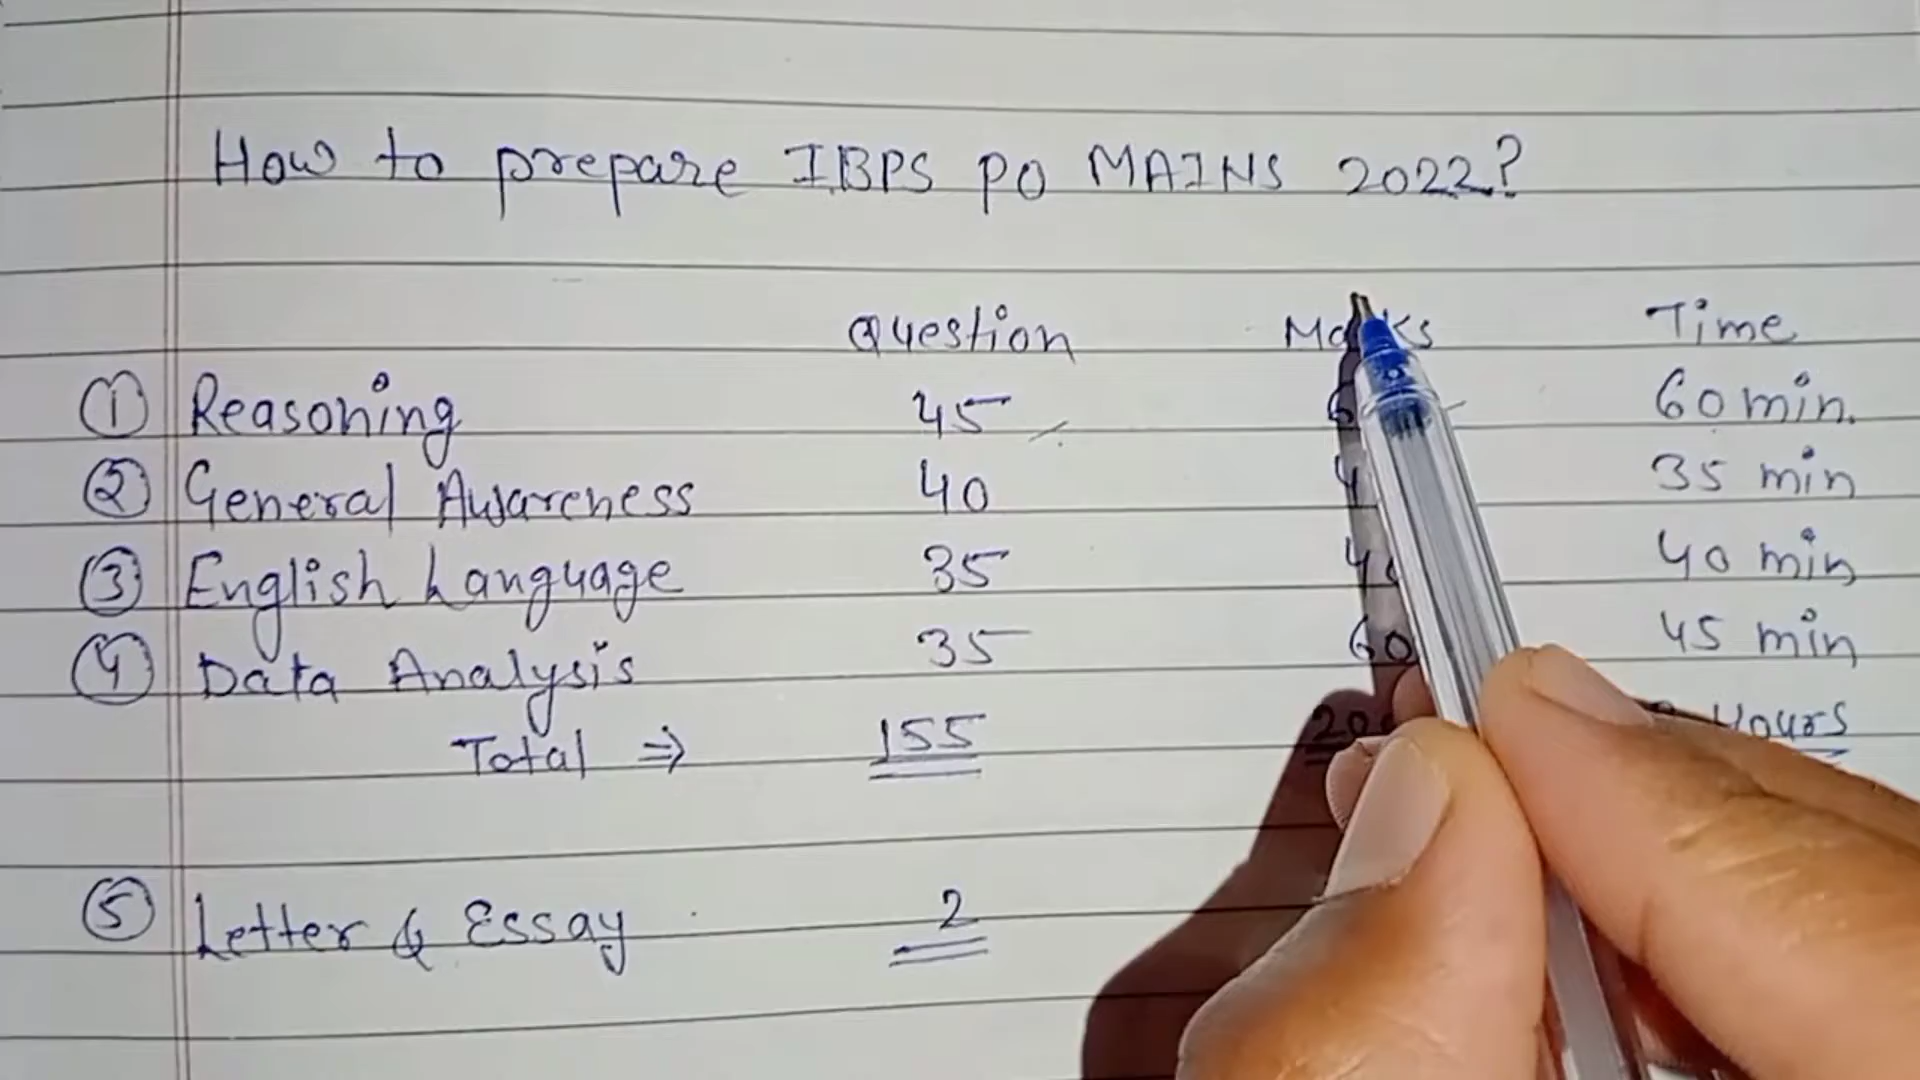 How to prepare IBPS PO MAINS 2022?
Question Time
① Reasoning 45 60 min.
② General Awareness 40 35 min
③ English Language 35 40 min
④ Data Analysis 35 60 45 min
Total ⇒ 155 Hours
⑤ Letter & Essay 2